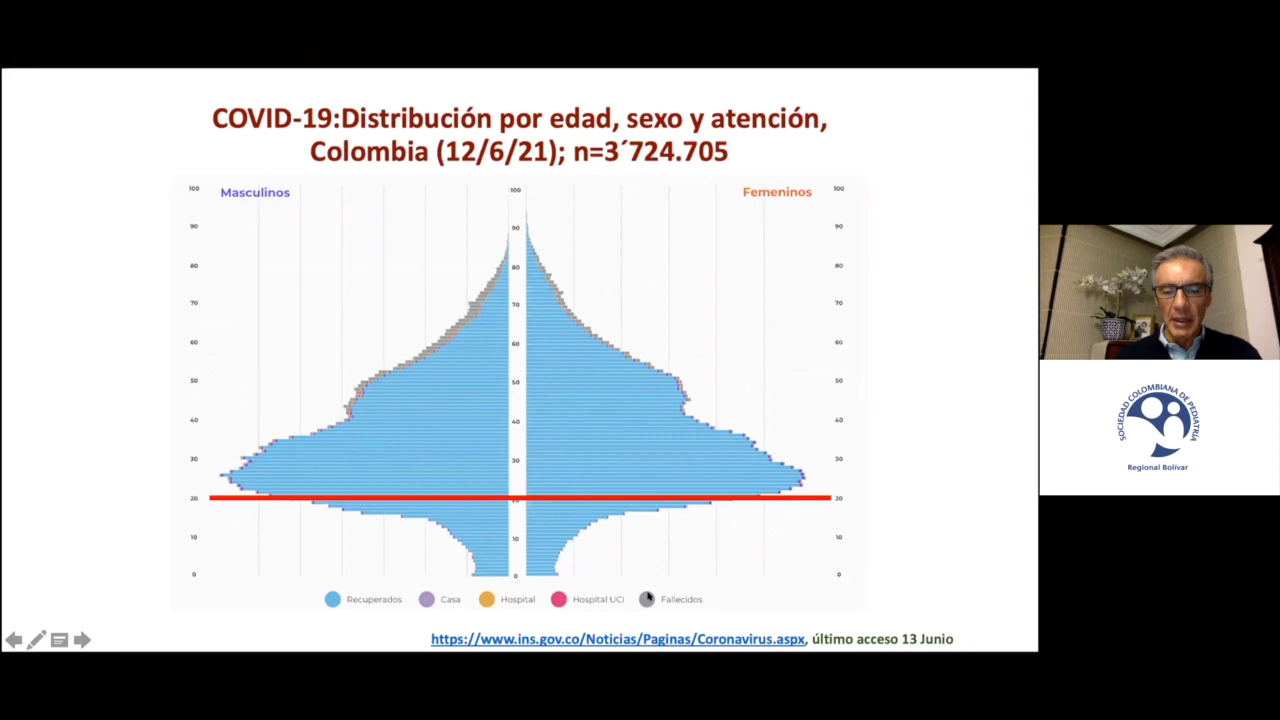 COVID-19:Distribución por edad, sexo y atención,
Colombia (12/6/21); n=3´724.705
Masculinos
Femeninos
100
100
100
90
90
90
80
80
80
70
70
70
60
60
60
50
50
50
40
40
40
30
30
30
20
20
10
10
10
0
0
0
Recuperados
Casa
Hospital
Hospital UCI
Fallecidos
https://www.ins.gov.co/Noticias/Paginas/Coronavirus.aspx, último acceso 13 Junio
SOCIEDAD COLOMBIANA DE PEDIATRÍA
Regional Bolívar